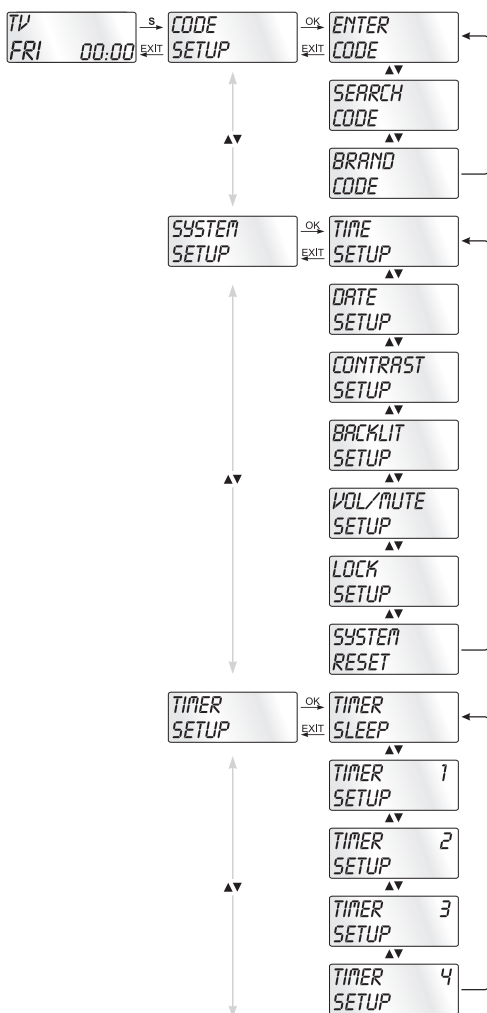 TV
FRI 00:00
S
EXIT
CODE
SETUP
OK
EXIT
ENTER
CODE
▲▼
SEARCH
CODE
▲▼
BRAND
CODE
▲▼
SYSTEM
SETUP
OK
EXIT
TIME
SETUP
▲▼
DATE
SETUP
▲▼
CONTRAST
SETUP
▲▼
BACKLIT
SETUP
▲▼
VOL/MUTE
SETUP
▲▼
LOCK
SETUP
▲▼
SYSTEM
RESET
▲▼
TIMER
SETUP
OK
EXIT
TIMER
SLEEP
▲▼
TIMER 1
SETUP
▲▼
TIMER 2
SETUP
▲▼
TIMER 3
SETUP
▲▼
TIMER 4
SETUP
▲▼